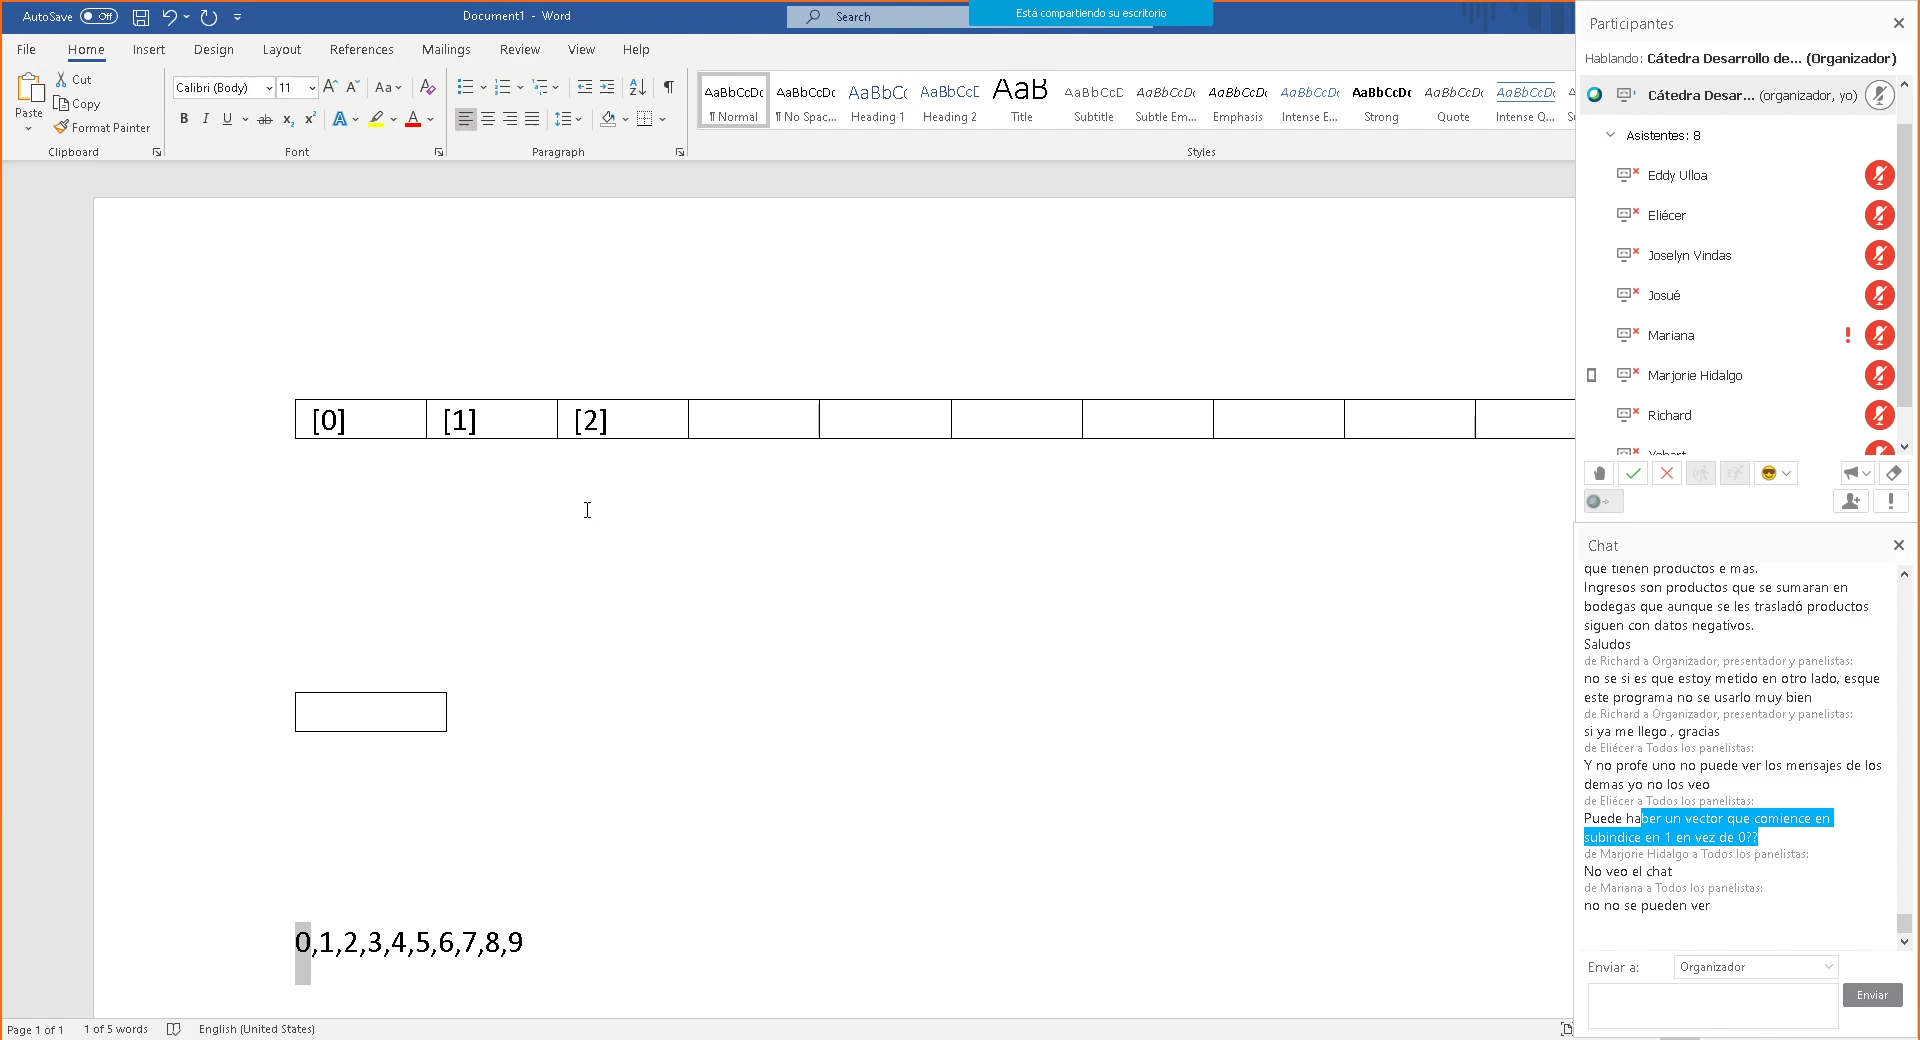 AutoSave Off
Document1 - Word
Search
Está compartiendo su escritorio
File Home Insert Design Layout References Mailings Review View Help
Paste
Cut
Copy
Format Painter
Clipboard
Calibri (Body) 11
Font
Paragraph
AaBbCcDc AaBbCcDc AaBbCc AaBbCcD AaB AaBbCcD AaBbCcDc AaBbCcDc AaBbCcDc AaBbCcDc AaBbCcDc AaBbCcDc
¶ Normal ¶ No Spac... Heading 1 Heading 2 Title Subtitle Subtle Em... Emphasis Intense E... Strong Quote Intense Q...
Styles
[0] [1] [2]
0,1,2,3,4,5,6,7,8,9
Page 1 of 1 1 of 5 words English (United States)
Participantes
Hablando: Cátedra Desarrollo de... (Organizador)
Cátedra Desar... (organizador, yo)
Asistentes: 8
Eddy Ulloa
Eliécer
Joselyn Vindas
Josué
Mariana
Marjorie Hidalgo
Richard
Chat
que tienen productos e mas.
Ingresos son productos que se sumaran en
bodegas que aunque se les trasladó productos
siguen con datos negativos.
Saludos
de Richard a Organizador, presentador y panelistas:
no se si es que estoy metido en otro lado, esque
este programa no se usarlo muy bien
de Richard a Organizador, presentador y panelistas:
si ya me llego , gracias
de Eliécer a Todos los panelistas:
Y no profe uno no puede ver los mensajes de los
demas yo no los veo
de Eliécer a Todos los panelistas:
Puede haber un vector que comience en
subindice en 1 en vez de 0??
de Marjorie Hidalgo a Todos los panelistas:
No veo el chat
de Mariana a Todos los panelistas:
no no se pueden ver
Enviar a: Organizador
Enviar